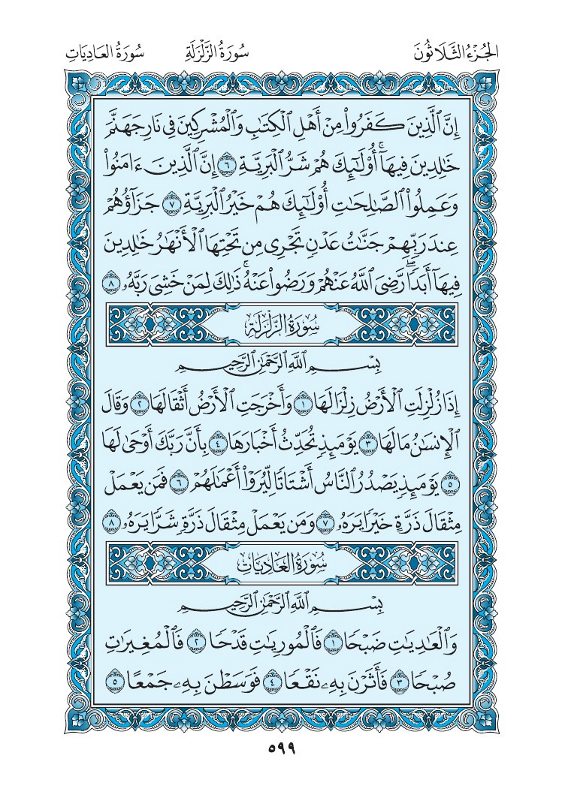 الجُزْءُ الثَّلَاثُونَ سُورَةُ الزَّلْزَلَةِ سُورَةُ العَادِيَاتِ
إِنَّ ٱلَّذِينَ كَفَرُوا۟ مِنْ أَهْلِ ٱلْكِتَٰبِ وَٱلْمُشْرِكِينَ فِى نَارِ جَهَنَّمَ
خَٰلِدِينَ فِيهَآ ۚ أُو۟لَٰٓئِكَ هُمْ شَرُّ ٱلْبَرِيَّةِ ٦ إِنَّ ٱلَّذِينَ ءَامَنُوا۟
وَعَمِلُوا۟ ٱلصَّٰلِحَٰتِ أُو۟لَٰٓئِكَ هُمْ خَيْرُ ٱلْبَرِيَّةِ ٧ جَزَآؤُهُمْ
عِندَ رَبِّهِمْ جَنَّٰتُ عَدْنٍ تَجْرِى مِن تَحْتِهَا ٱلْأَنْهَٰرُ خَٰلِدِينَ
فِيهَآ أَبَدًا ۖ رَّضِىَ ٱللَّهُ عَنْهُمْ وَرَضُوا۟ عَنْهُ ۚ ذَٰلِكَ لِمَنْ خَشِىَ رَبَّهُۥ ٨
سُورَةُ الزَّلْزَلَةِ
بِسْمِ ٱللَّهِ ٱلرَّحْمَٰنِ ٱلرَّحِيمِ
إِذَا زُلْزِلَتِ ٱلْأَرْضُ زِلْزَالَهَا ١ وَأَخْرَجَتِ ٱلْأَرْضُ أَثْقَالَهَا ٢ وَقَالَ
ٱلْإِنسَٰنُ مَا لَهَا ٣ يَوْمَئِذٍ تُحَدِّثُ أَخْبَارَهَا ٤ بِأَنَّ رَبَّكَ أَوْحَىٰ لَهَا
٥ يَوْمَئِذٍ يَصْدُرُ ٱلنَّاسُ أَشْتَاتًا لِّيُرَوْا۟ أَعْمَٰلَهُمْ ٦ فَمَن يَعْمَلْ
مِثْقَالَ ذَرَّةٍ خَيْرًا يَرَهُۥ ٧ وَمَن يَعْمَلْ مِثْقَالَ ذَرَّةٍ شَرًّا يَرَهُۥ ٨
سُورَةُ العَادِيَاتِ
بِسْمِ ٱللَّهِ ٱلرَّحْمَٰنِ ٱلرَّحِيمِ
وَٱلْعَٰدِيَٰتِ ضَبْحًا ١ فَٱلْمُورِيَٰتِ قَدْحًا ٢ فَٱلْمُغِيرَٰتِ
صُبْحًا ٣ فَأَثَرْنَ بِهِۦ نَقْعًا ٤ فَوَسَطْنَ بِهِۦ جَمْعًا ٥
٥٩٩